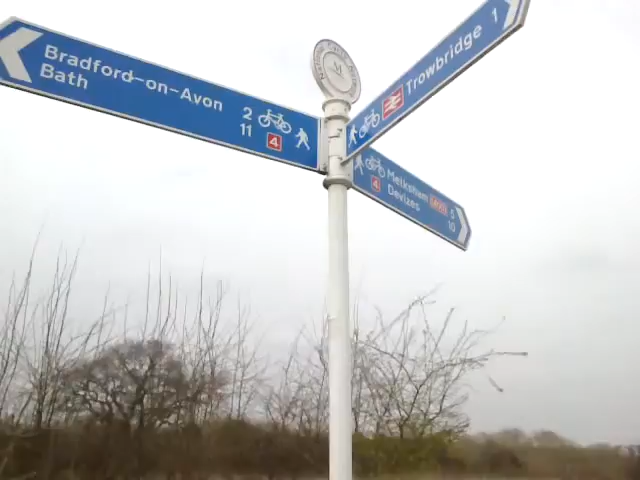 Bradford-on-Avon 2
Bath 11
4
Trowbridge 1
Melksham 5
Devizes 10
4